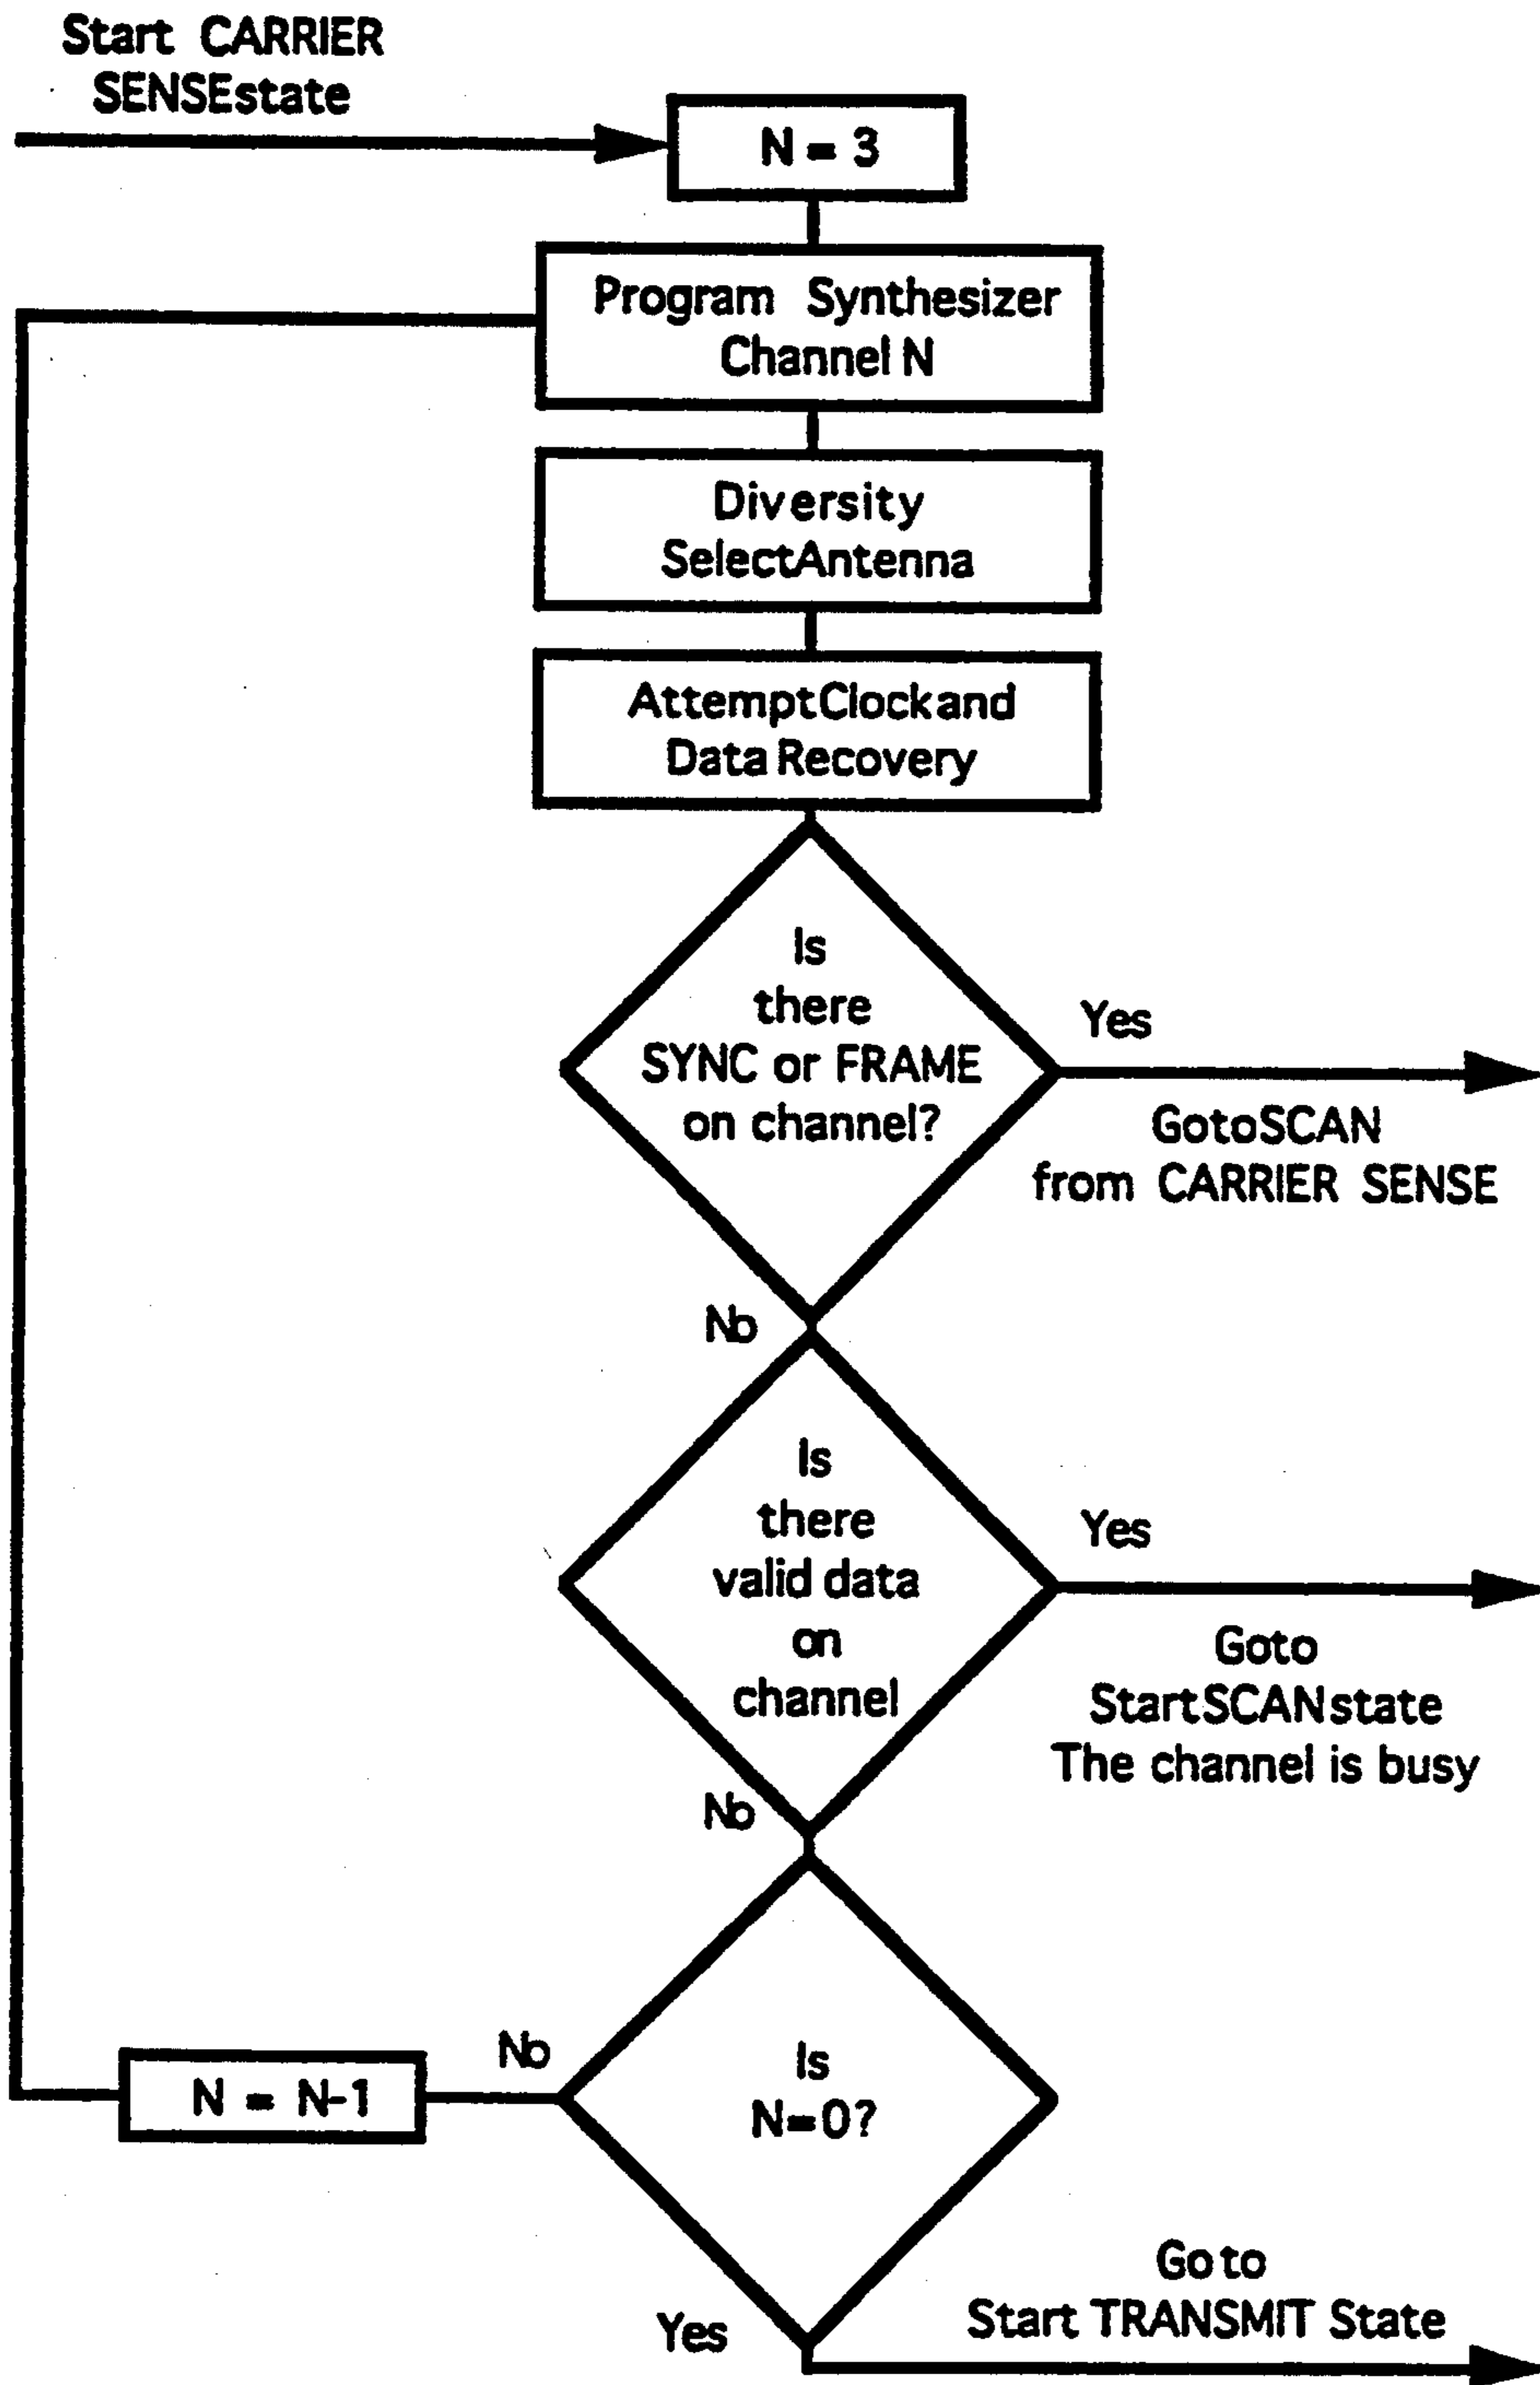 Start CARRIER
SENSEstate
N = 3
Program Synthesizer
Channel N
Diversity
SelectAntenna
AttemptClockand
Data Recovery
Is
there
SYNC or FRAME
on channel?
Yes
GotoSCAN
from CARRIER SENSE
No
Is
there
valid data
on
channel
Yes
Goto
StartSCANstate
The channel is busy
No
Is
N=0?
No
N = N-1
Yes
Go to
Start TRANSMIT State